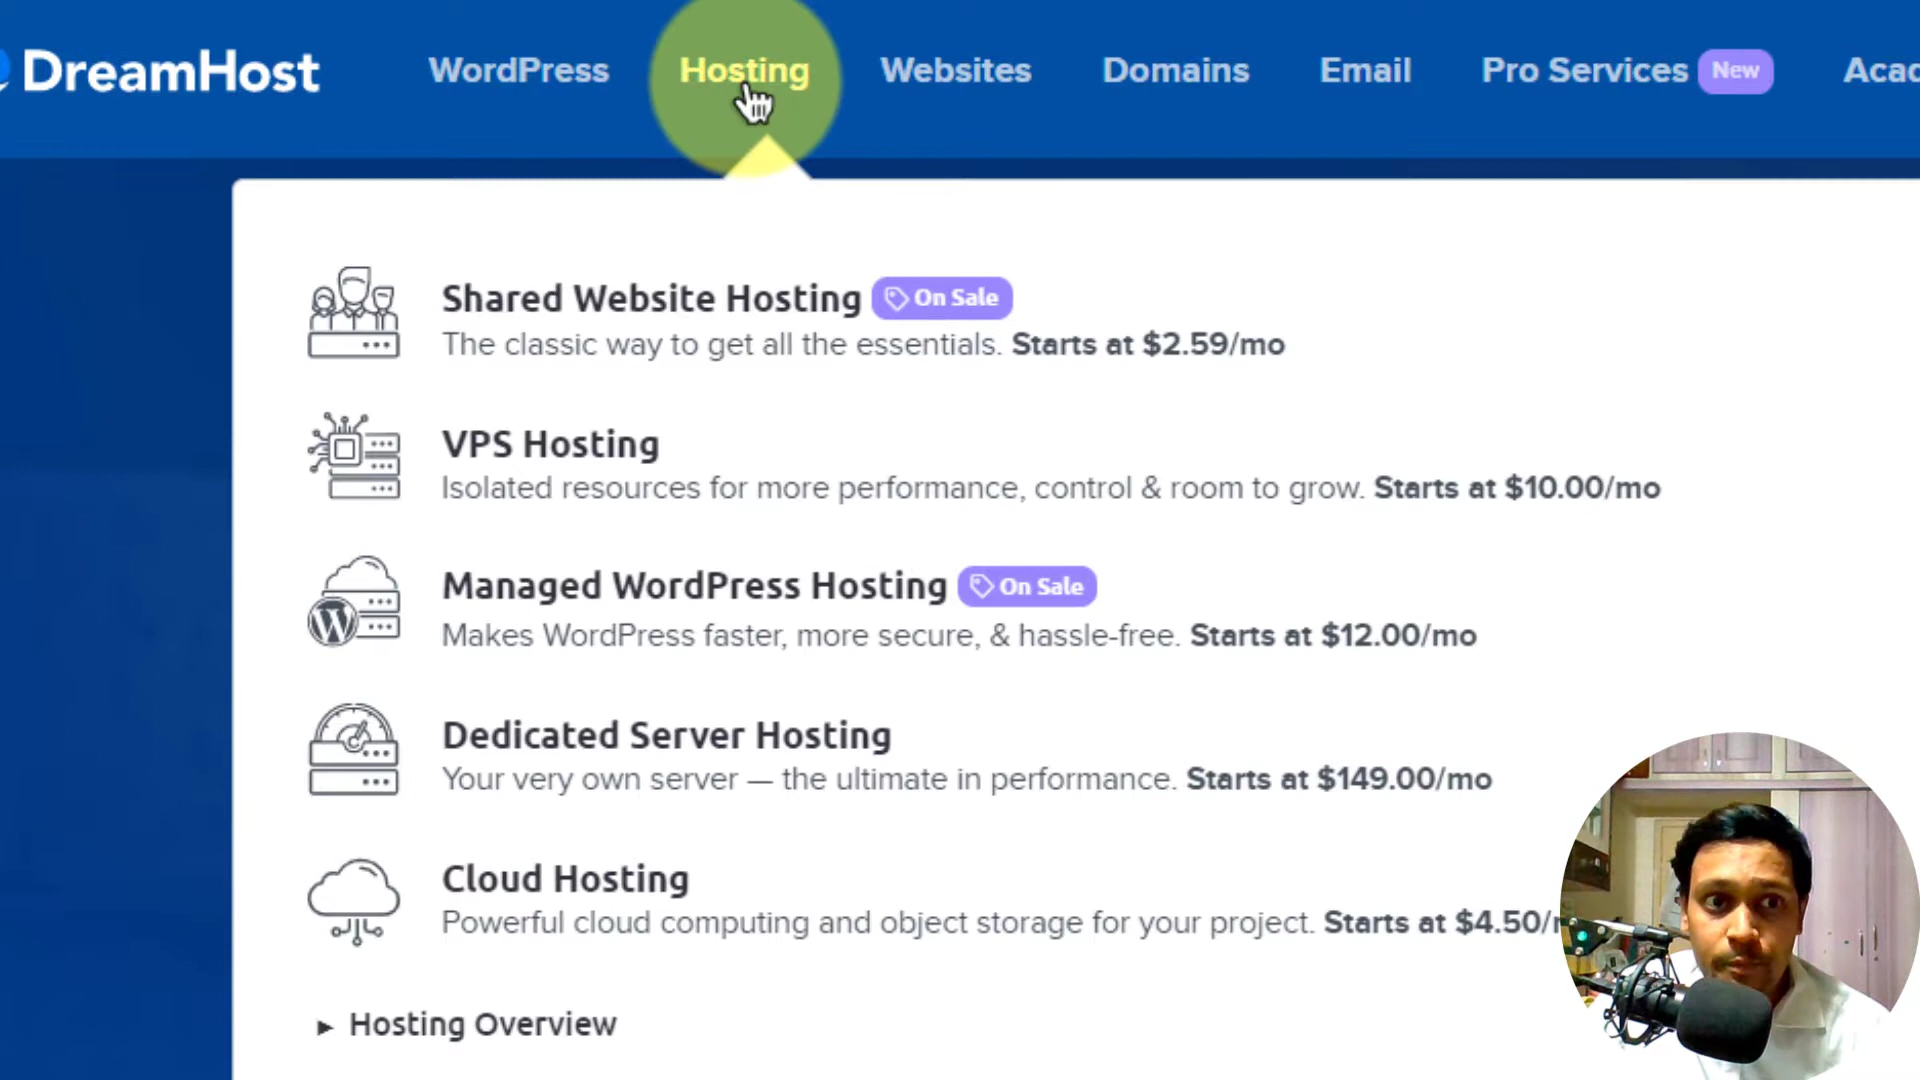 DreamHost WordPress Hosting Websites Domains Email Pro Services New
Shared Website Hosting On Sale
The classic way to get all the essentials. Starts at $2.59/mo
VPS Hosting
Isolated resources for more performance, control & room to grow. Starts at $10.00/mo
Managed WordPress Hosting On Sale
Makes WordPress faster, more secure, & hassle-free. Starts at $12.00/mo
Dedicated Server Hosting
Your very own server — the ultimate in performance. Starts at $149.00/mo
Cloud Hosting
Powerful cloud computing and object storage for your project. Starts at $4.50/
Hosting Overview